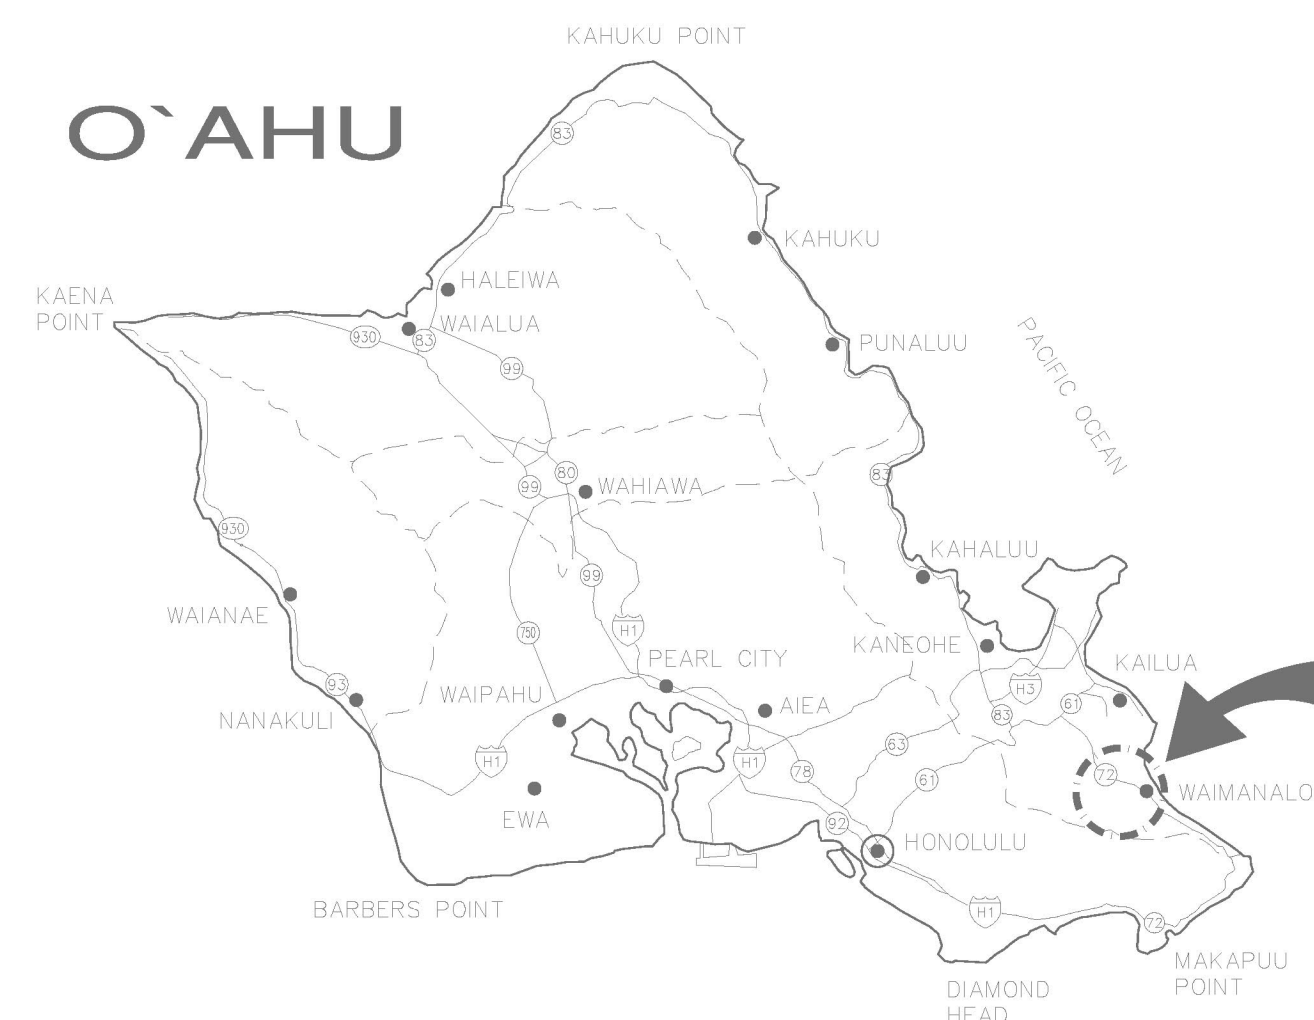 KAHUKU POINT
O`AHU
83
KAHUKU
HALEIWA
KAENA
POINT
WAIALUA
930
83
99
PUNALUU
PACIFIC OCEAN
83
80
99
WAHIAWA
930
KAHALUU
99
WAIANAE
750
H1
KANEOHE
PEARL CITY
KAILUA
93
WAIPAHU
H3
NANAKULI
AIEA
83
61
63
H1
H1
78
61
72
WAIMANALO
EWA
92
HONOLULU
BARBERS POINT
H1
72
MAKAPUU
POINT
DIAMOND
HEAD